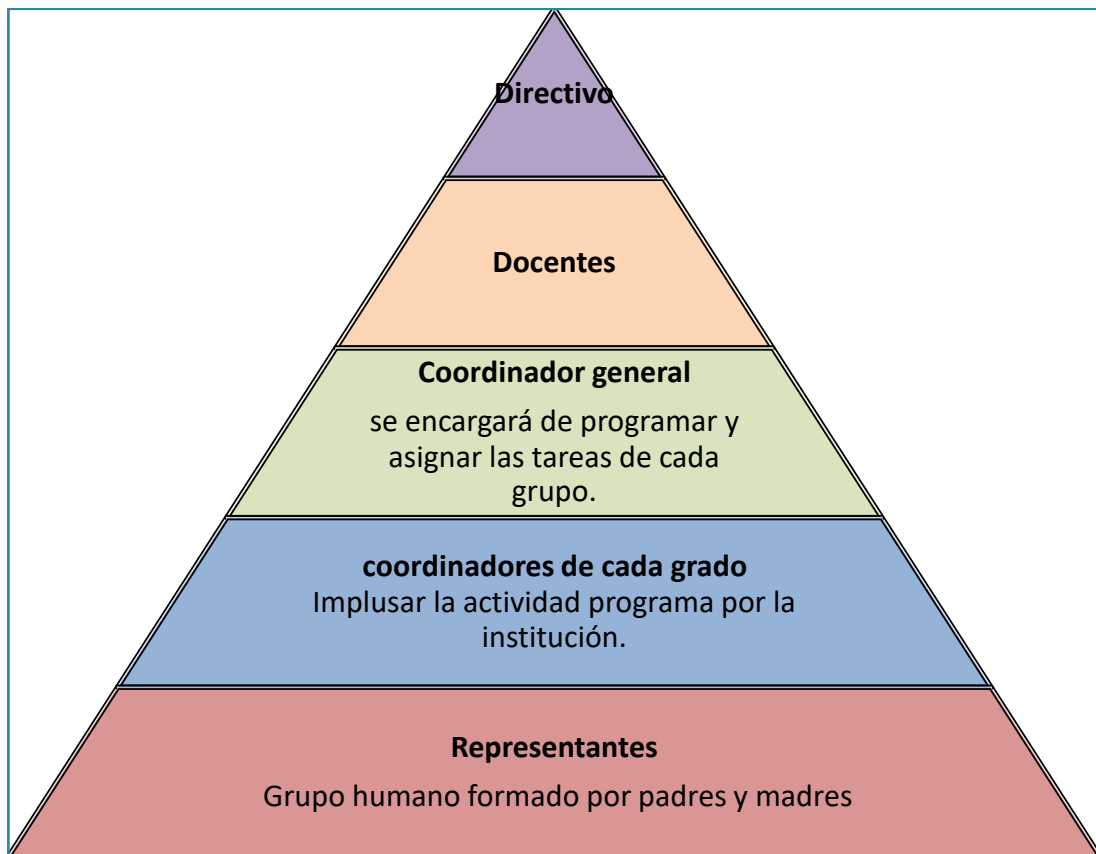 Directivo
Docentes
Coordinador general
se encargará de programar y
asignar las tareas de cada
grupo.
coordinadores de cada grado
Implusar la actividad programa por la
institución.
Representantes
Grupo humano formado por padres y madres